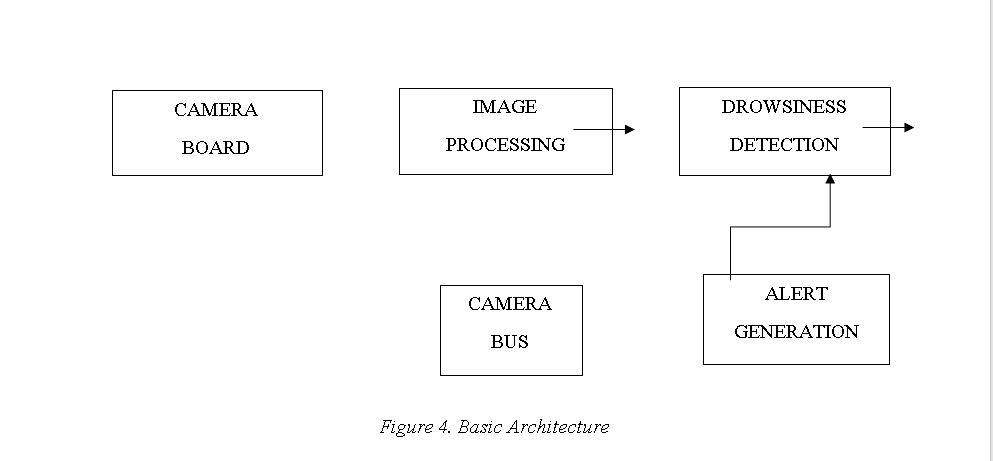 CAMERA
BOARD
IMAGE
PROCESSING
DROWSINESS
DETECTION
CAMERA
BUS
ALERT
GENERATION
Figure 4. Basic Architecture